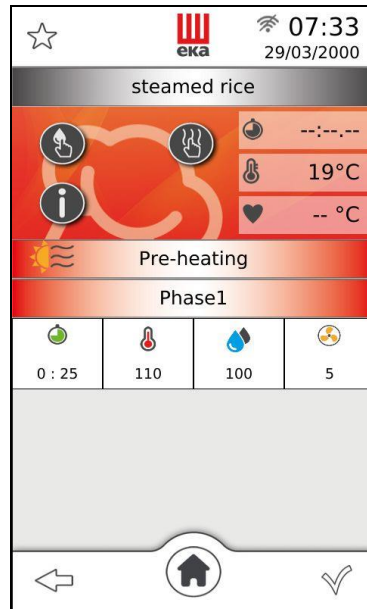 eka
07:33
29/03/2000
steamed rice
--:--.--
19°C
-- °C
Pre-heating
Phase1
0 : 25
110
100
5